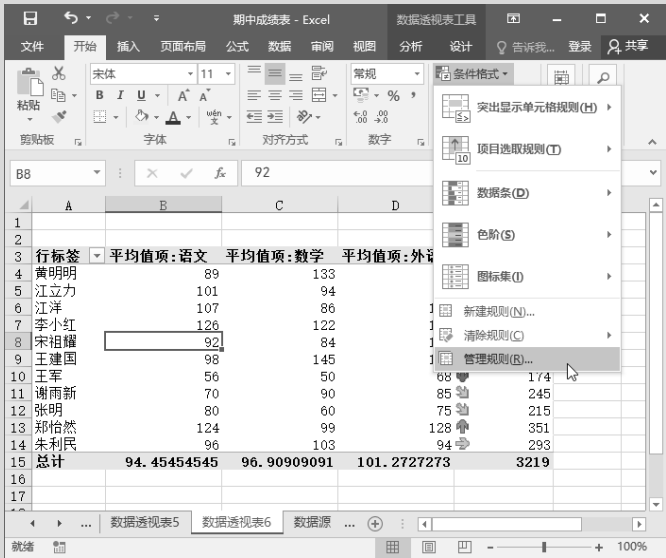 期中成绩表 - Excel 数据透视表工具
文件 开始 插入 页面布局 公式 数据 审阅 视图 分析 设计 告诉我... 登录 共享
粘贴 宋体 11 常规 条件格式
B I U A A % ,
A wén 文 .00 .00
剪贴板 字体 对齐方式 数字
突出显示单元格规则(H)
项目选取规则(T)
数据条(D)
色阶(S)
图标集(I)
新建规则(N)...
清除规则(C)
管理规则(R)...
B8 fx 92
A B C D
1
2
3 行标签 平均值项:语文 平均值项:数学 平均值项:外语
4 黄明明 89 133
5 江立力 101 94
6 江洋 107 86 1
7 李小红 126 122 1
8 宋祖耀 92 84 1
9 王建国 98 145 1
10 王军 56 50 68 174
11 谢雨新 70 90 85 245
12 张明 80 60 75 215
13 郑怡然 124 99 128 351
14 朱利民 96 103 94 293
15 总计 94.45454545 96.90909091 101.2727273 3219
16
17
... 数据透视表5 数据透视表6 数据源 ...
就绪 100%